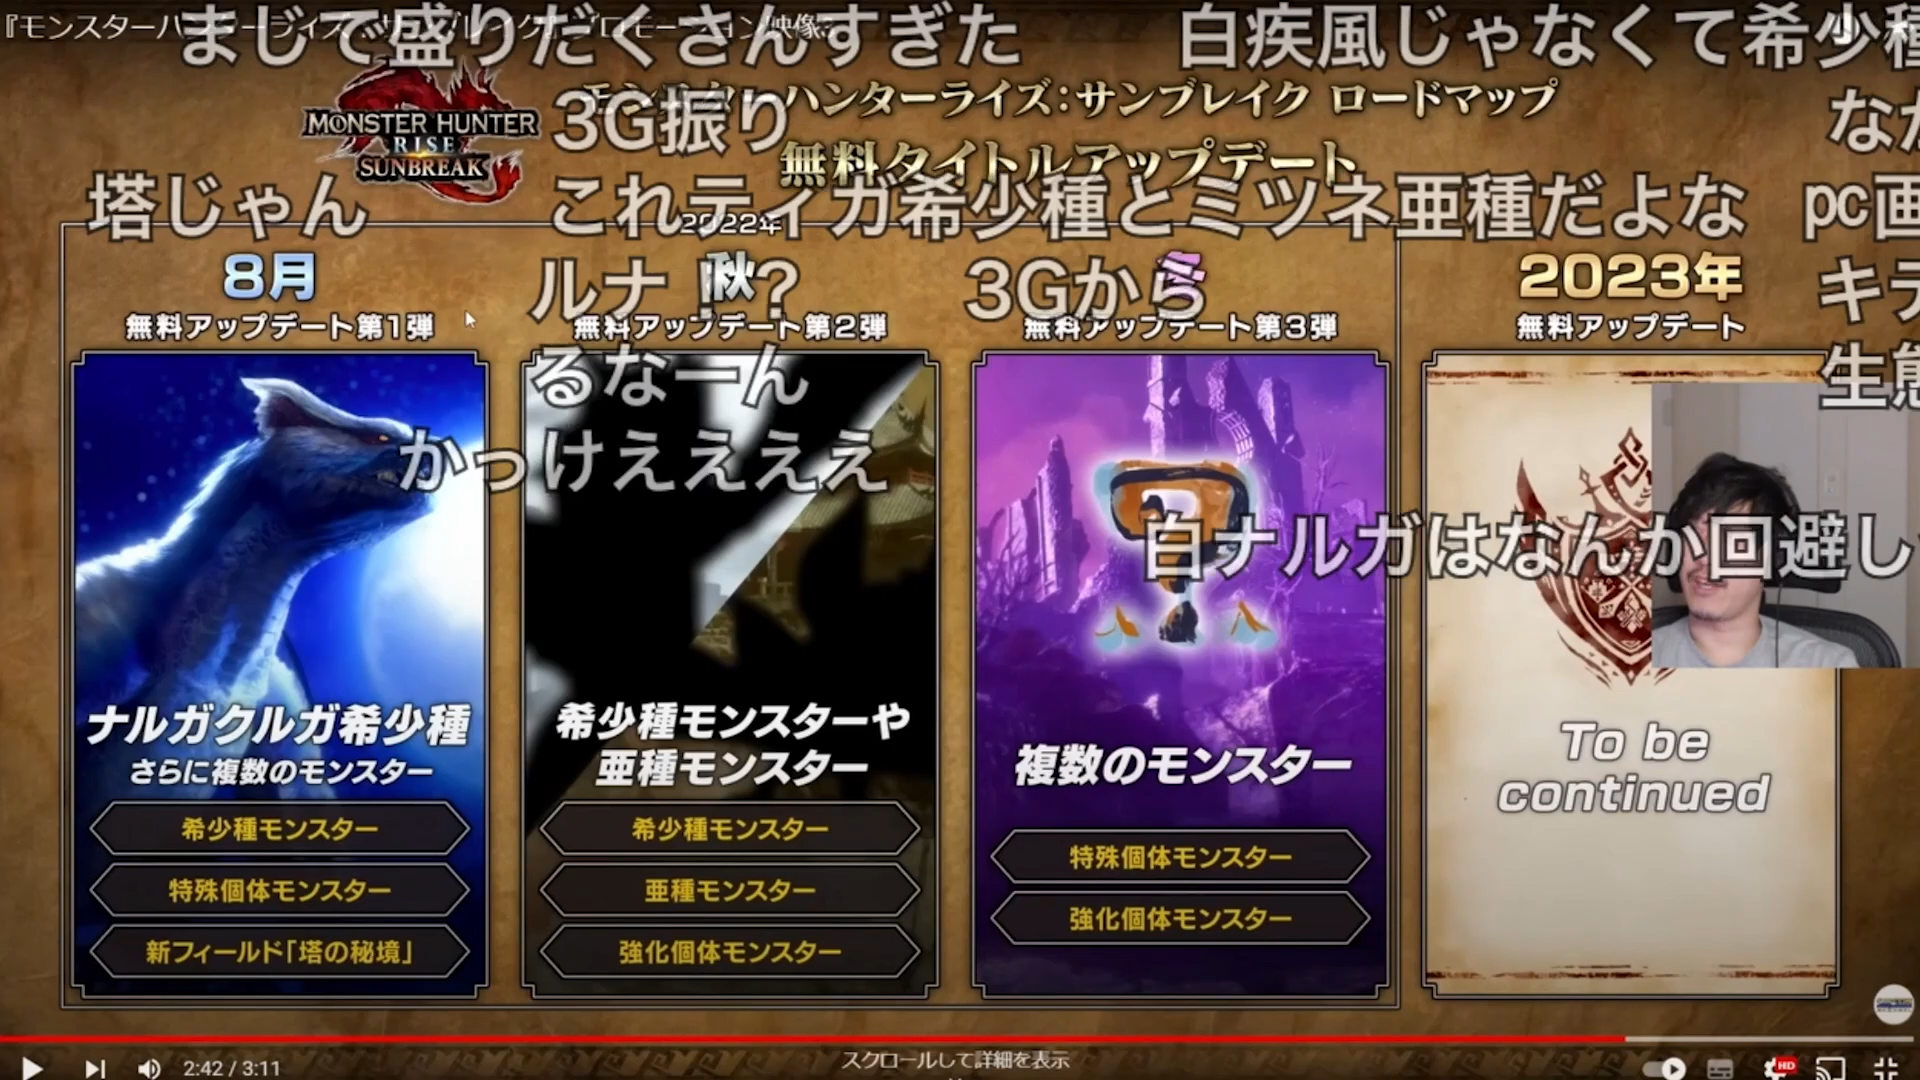 まじで盛りだくさんすぎた
白疾風じゃなくて希少種
MONSTER HUNTER
RISE
SUNBREAK
3G振り
ハンターライズ：サンブレイク ロードマップ
無料タイトルアップデート
塔じゃん
これティガ希少種とミツネ亜種だよな
2022年
8月
秋
ルナ！？
3Gから
2023年
無料アップデート第1弾
無料アップデート第2弾
無料アップデート第3弾
無料アップデート
るなーん
かっけえええええ
白ナルガはなんか回避し
ナルガクルガ希少種
さらに複数のモンスター
希少種モンスター
特殊個体モンスター
新フィールド「塔の秘境」
希少種モンスターや
亜種モンスター
希少種モンスター
亜種モンスター
強化個体モンスター
複数のモンスター
特殊個体モンスター
強化個体モンスター
To be
continued
2:42 / 3:11
スクロールして詳細を表示
HD